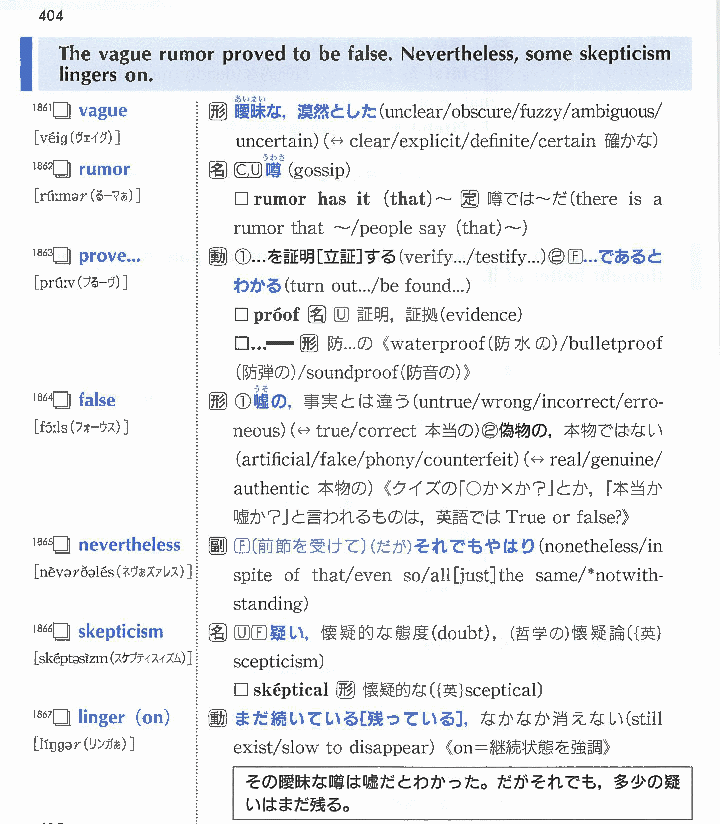 404
The vague rumor proved to be false. Nevertheless, some skepticism
lingers on.
1861 vague
[véig(ヴェイグ)]
形 曖昧な，漠然とした(unclear/obscure/fuzzy/ambiguous/
あいまい
uncertain)(↔ clear/explicit/definite/certain 確かな)
1862 rumor
[rúːmər(るーマぁ)]
名 C,U 噂 (gossip)
うわさ
□ rumor has it (that)～ 定 噂では～だ(there is a
rumor that ～/people say (that)～)
1863 prove...
[prúːv(プるーヴ)]
動 ①...を証明[立証]する(verify.../testify...)② F...であると
わかる(turn out.../be found...)
□ próof 名 U 証明，証拠(evidence)
□...━ 形 防...の《waterproof(防水の)/bulletproof
(防弾の)/soundproof(防音の)》
1864 false
[fɔ́ːls(フォーウス)]
形 ①嘘の，事実とは違う(untrue/wrong/incorrect/erro-
うそ
neous)(↔ true/correct 本当の)②偽物の，本物ではない
(artificial/fake/phony/counterfeit)(↔ real/genuine/
authentic 本物の)《クイズの「○か×か？」とか，「本当か
嘘か？」と言われるものは，英語では True or false?》
1865 nevertheless
[nèvərðəlés(ネヴぁズァレス)]
副 F(前節を受けて)(だが)それでもやはり(nonetheless/in
spite of that/even so/all[just]the same/*notwith-
standing)
1866 skepticism
[sképtəsìzm(スケプティスィズム)]
名 U F 疑い，懐疑的な態度(doubt)，(哲学の)懐疑論({英}
scepticism)
□ sképtical 形 懐疑的な({英}sceptical)
1867 linger (on)
[líŋgər(リンガぁ)]
動 まだ続いている[残っている]，なかなか消えない(still
exist/slow to disappear)《on＝継続状態を強調》
その曖昧な噂は嘘だとわかった。だがそれでも，多少の疑
いはまだ残る。